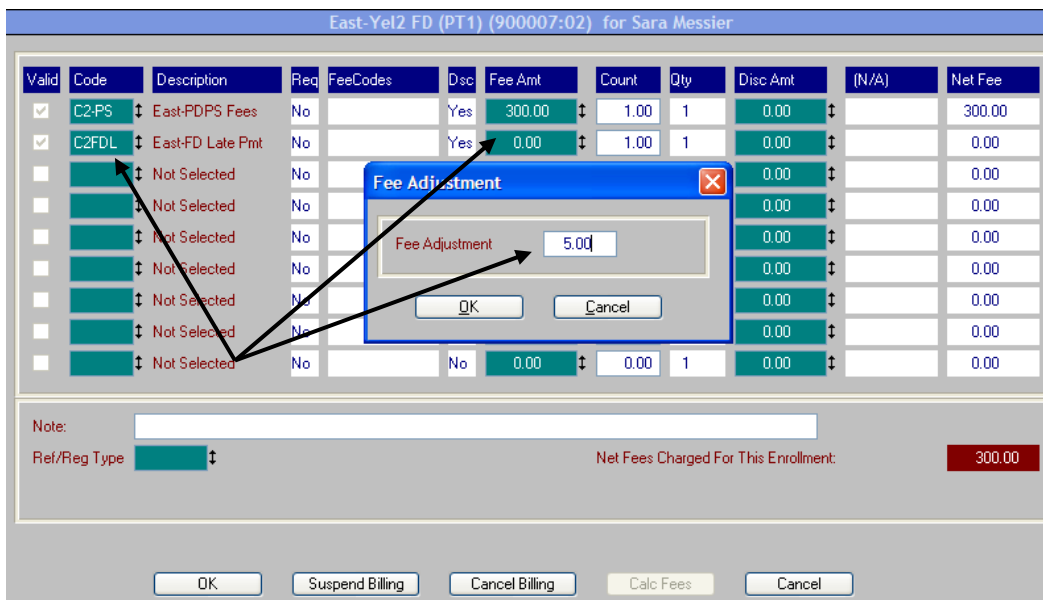 East-Yel2 FD (PT1) (900007:02) for Sara Messier
Valid Code Description Req FeeCodes Dsc Fee Amt Count Qty Disc Amt (N/A) Net Fee
C2-PS East-PDPS Fees No Yes 300.00 1.00 1 0.00 300.00
C2FDL East-FD Late Pmt No Yes 0.00 1.00 1 0.00 0.00
Not Selected No 0.00 0.00
Not Selected No 0.00 0.00
Not Selected No 0.00 0.00
Not Selected No 0.00 0.00
Not Selected No 0.00 0.00
Not Selected No 0.00 0.00
Not Selected No No 0.00 0.00 1 0.00 0.00
Fee Adjustment
Fee Adjustment 5.00
OK Cancel
Note:
Ref/Reg Type Net Fees Charged For This Enrollment: 300.00
OK Suspend Billing Cancel Billing Calc Fees Cancel